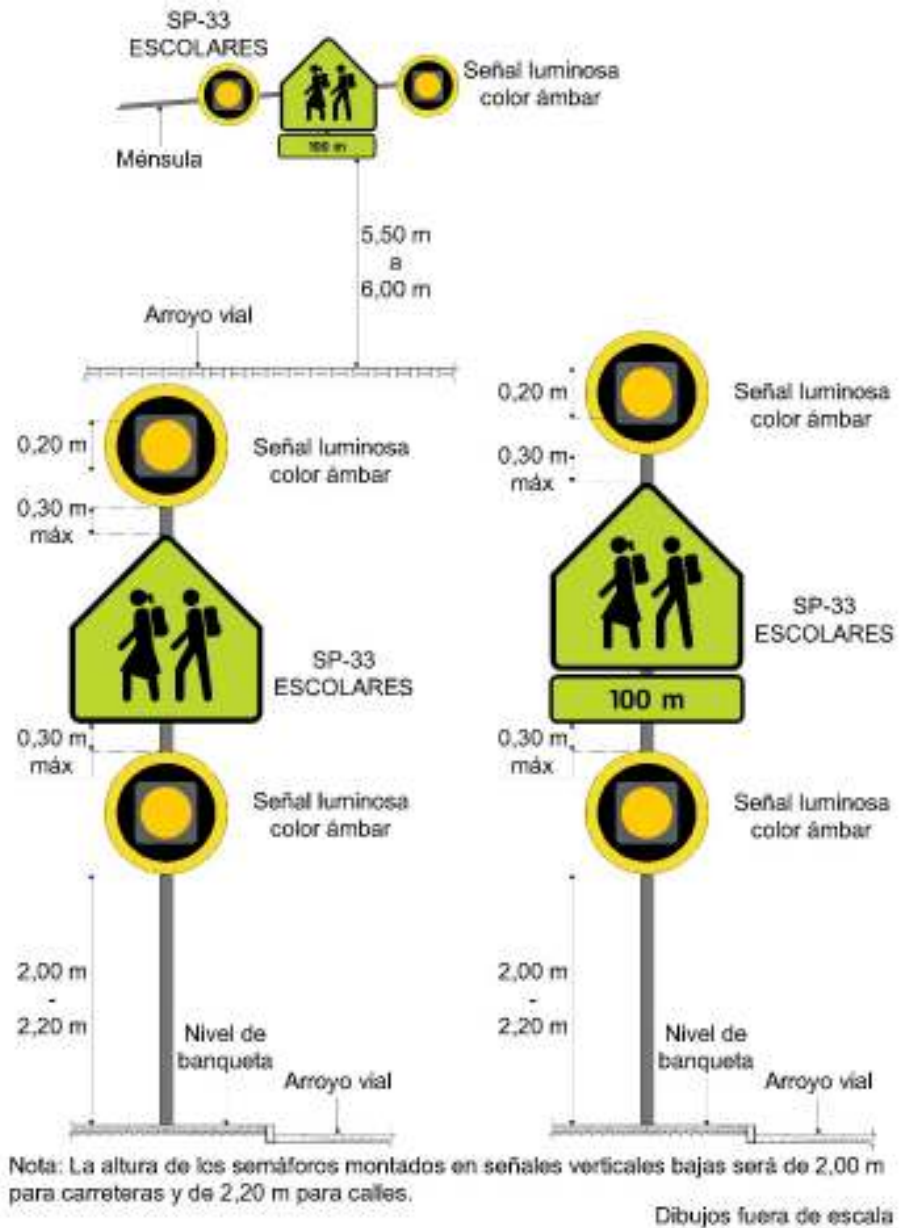 SP-33
ESCOLARES
Señal luminosa
color ámbar
100 m
Ménsula
5,50 m
a
6,00 m
Arroyo vial
0,20 m
Señal luminosa
color ámbar
0,30 m
máx
SP-33
ESCOLARES
0,30 m
máx
Señal luminosa
color ámbar
2,00 m
-
2,20 m
Nivel de
banqueta
Arroyo vial
0,20 m
Señal luminosa
color ámbar
0,30 m
máx
SP-33
ESCOLARES
100 m
0,30 m
máx
Señal luminosa
color ámbar
2,00 m
-
2,20 m
Nivel de
banqueta
Arroyo vial
Nota: La altura de los semáforos montados en señales verticales bajas será de 2,00 m
para carreteras y de 2,20 m para calles.
Dibujos fuera de escala